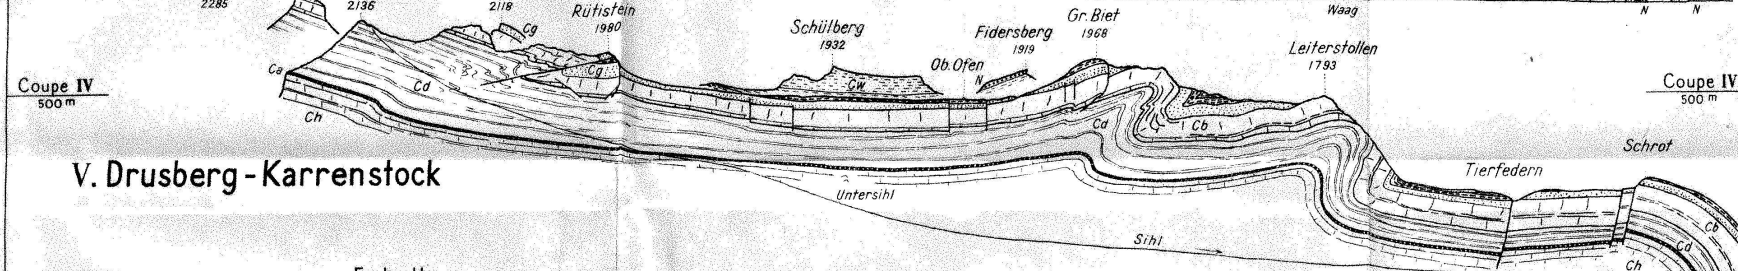 2285
2136
2118
Rütistein
1980
Cg
Schülberg
1932
Fidersberg
1919
Gr. Biet
1968
Waag
N
N
Leiterstollen
1793
Ob. Ofen
N
Ca
Cg
Cw
Cd
Coupe IV
500 m
Coupe IV
500 m
Ch
Cd
Cb
V. Drusberg - Karrenstock
Schrot
Tierfedern
Untersihl
Sihl
Cb
Cd
Ch